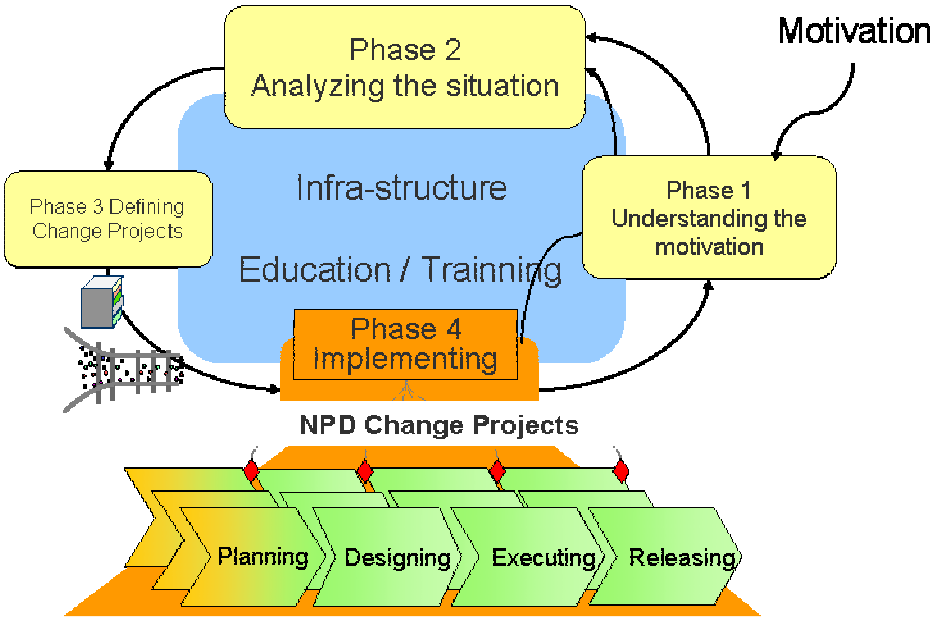 Motivation
Phase 2
Analyzing the situation
Phase 1
Understanding the
motivation
Phase 3 Defining
Change Projects
Infra-structure
Education / Trainning
Phase 4
Implementing
NPD Change Projects
Planning
Designing
Executing
Releasing